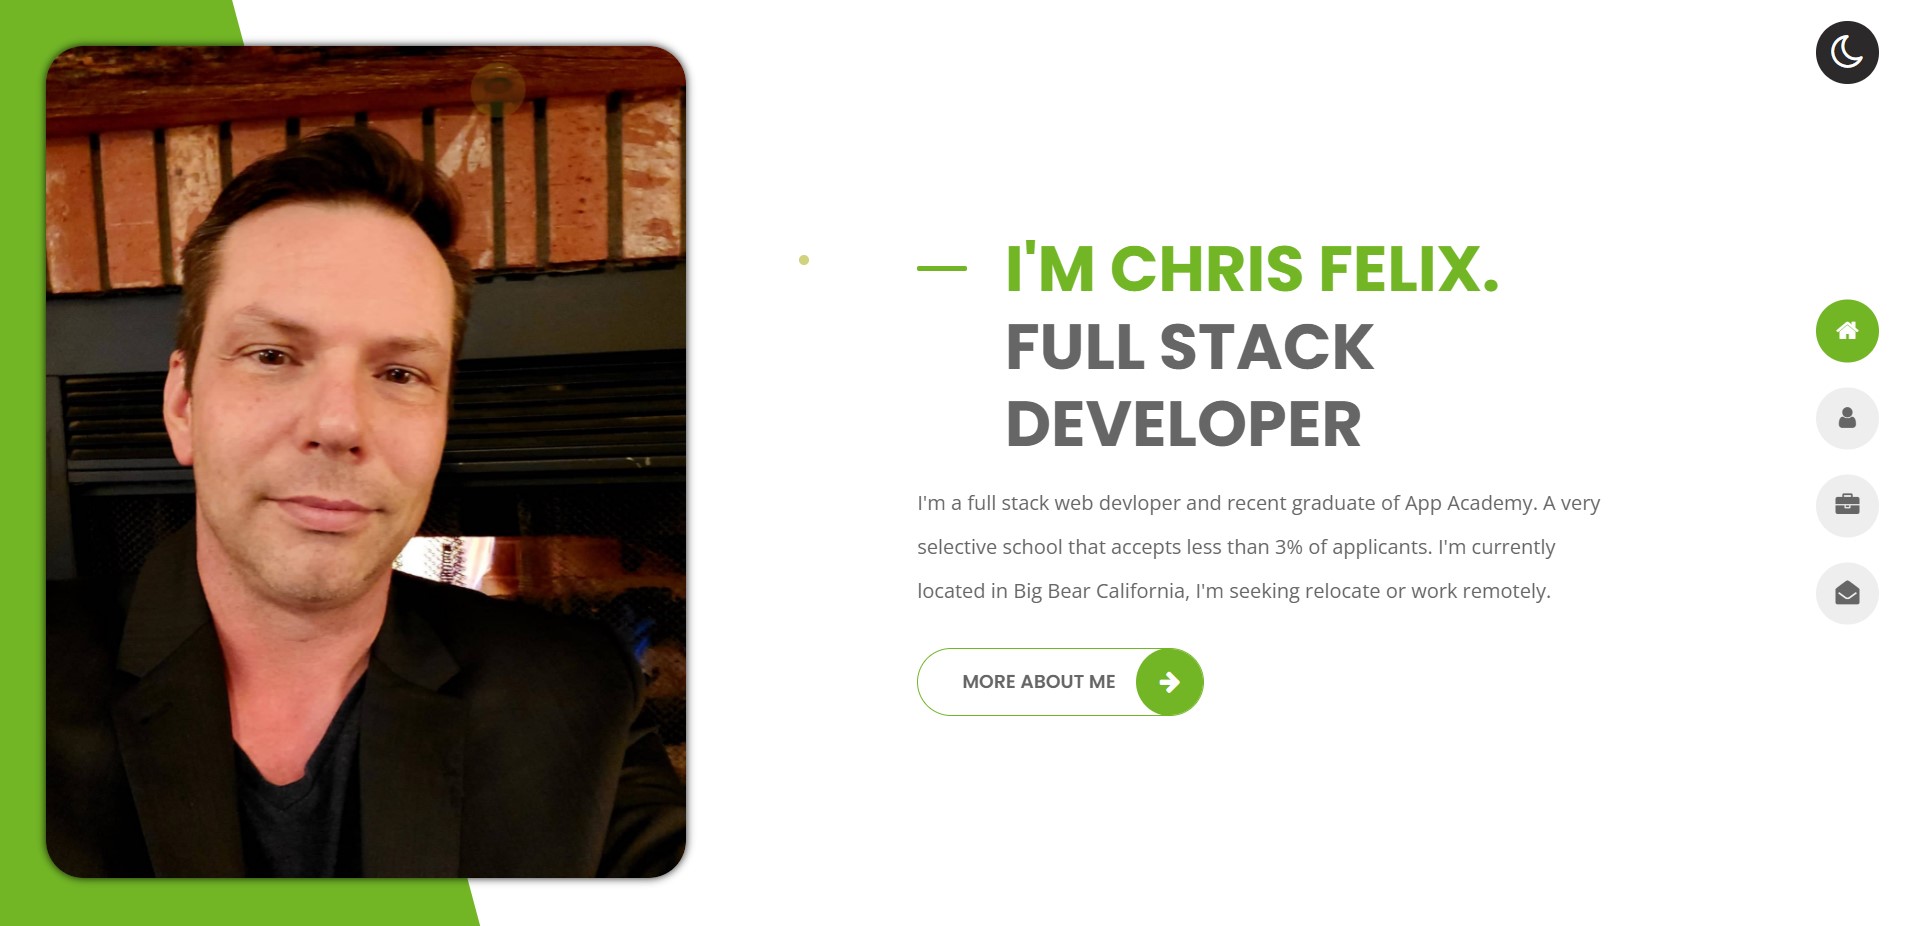 I'M CHRIS FELIX.
FULL STACK
DEVELOPER
I'm a full stack web devloper and recent graduate of App Academy. A very
selective school that accepts less than 3% of applicants. I'm currently
located in Big Bear California, I'm seeking relocate or work remotely.
MORE ABOUT ME